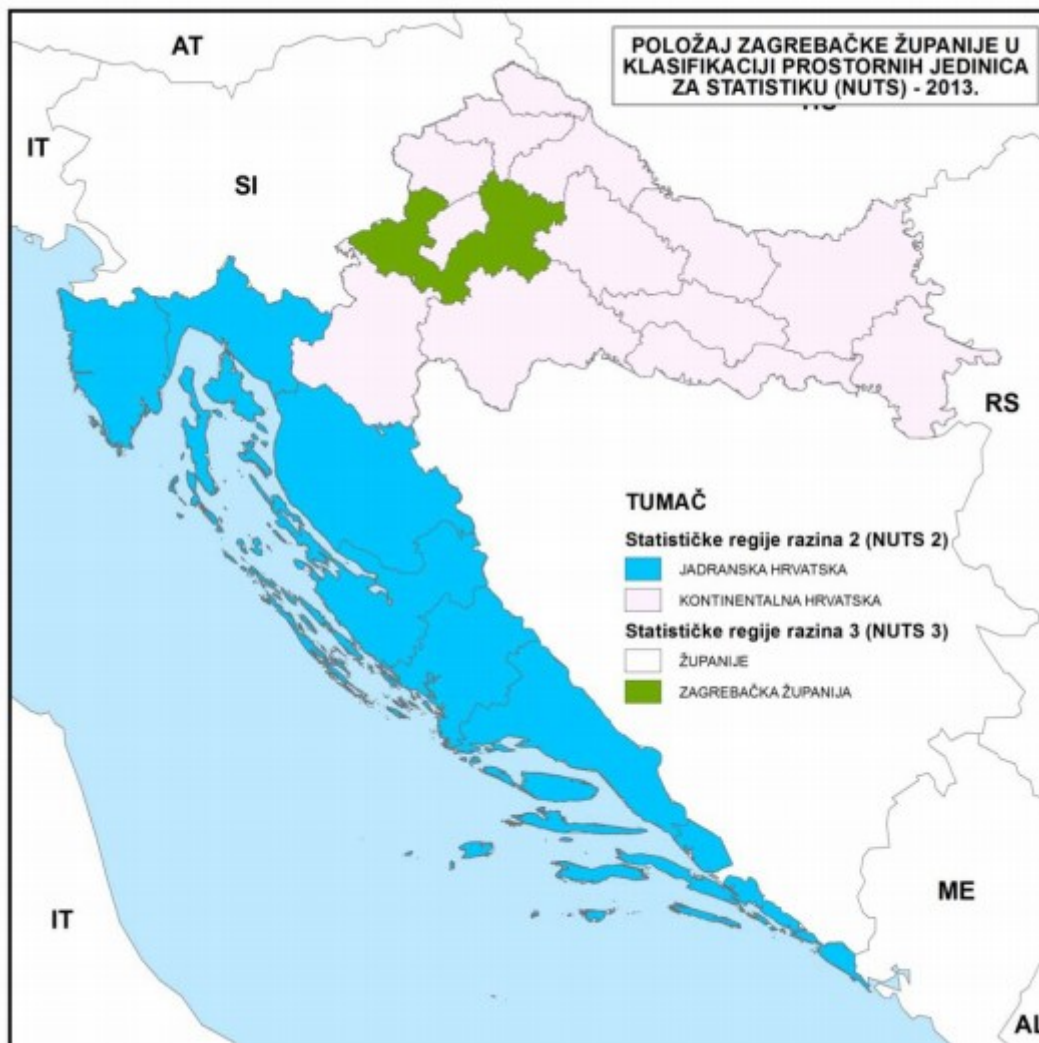 POLOŽAJ ZAGREBAČKE ŽUPANIJE U
KLASIFIKACIJI PROSTORNIH JEDINICA
ZA STATISTIKU (NUTS) - 2013.
AT
IT
SI
RS
TUMAČ
Statističke regije razina 2 (NUTS 2)
JADRANSKA HRVATSKA
KONTINENTALNA HRVATSKA
Statističke regije razina 3 (NUTS 3)
ŽUPANIJE
ZAGREBAČKA ŽUPANIJA
ME
IT
AL